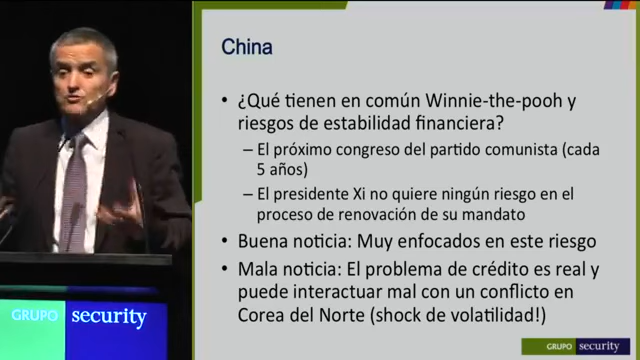 China
• ¿Qué tienen en común Winnie-the-pooh y
riesgos de estabilidad financiera?
– El próximo congreso del partido comunista (cada
5 años)
– El presidente Xi no quiere ningún riesgo en el
proceso de renovación de su mandato
• Buena noticia: Muy enfocados en este riesgo
• Mala noticia: El problema de crédito es real y
puede interactuar mal con un conflicto en
Corea del Norte (shock de volatilidad!)
GRUPO security
GRUPO security